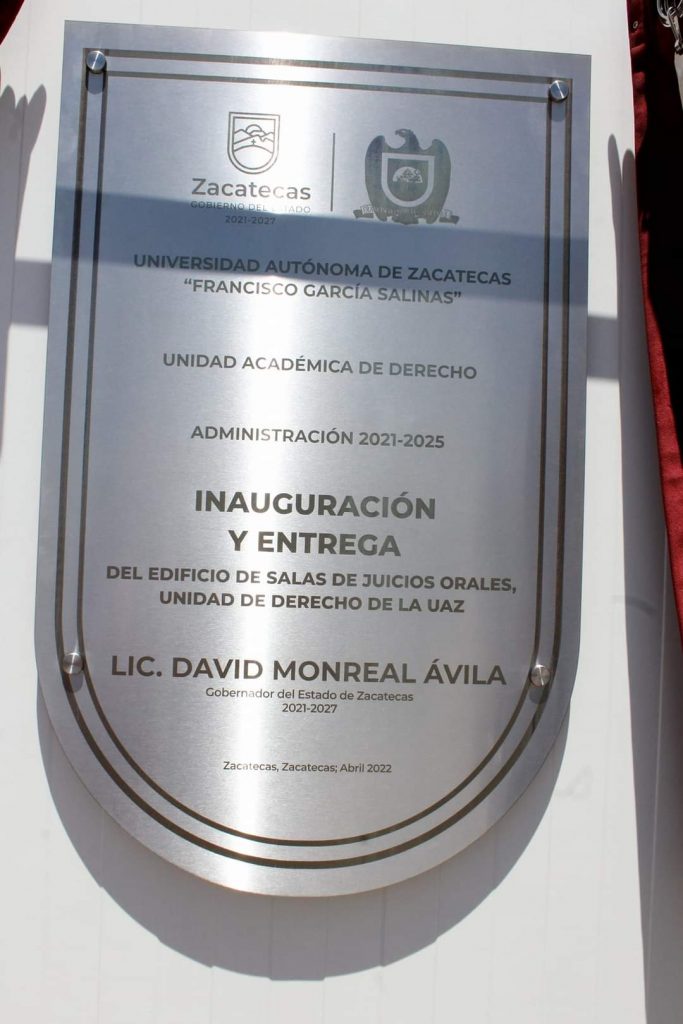 Zacatecas
GOBIERNO DEL ESTADO
2021-2027
UNIVERSIDAD AUTÓNOMA DE ZACATECAS
“FRANCISCO GARCÍA SALINAS”
UNIDAD ACADÉMICA DE DERECHO
ADMINISTRACIÓN 2021-2025
INAUGURACIÓN
Y ENTREGA
DEL EDIFICIO DE SALAS DE JUICIOS ORALES,
UNIDAD DE DERECHO DE LA UAZ
LIC. DAVID MONREAL ÁVILA
Gobernador del Estado de Zacatecas
2021-2027
Zacatecas, Zacatecas; Abril 2022